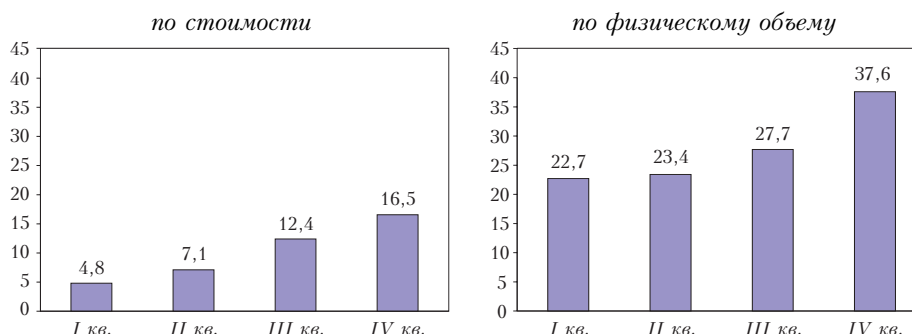 по стоимости
45
40
35
30
25
20
15
10
5
0
4,8
7,1
12,4
16,5
I кв.
II кв.
III кв.
IV кв.
по физическому объему
45
40
35
30
25
20
15
10
5
0
22,7
23,4
27,7
37,6
I кв.
II кв.
III кв.
IV кв.